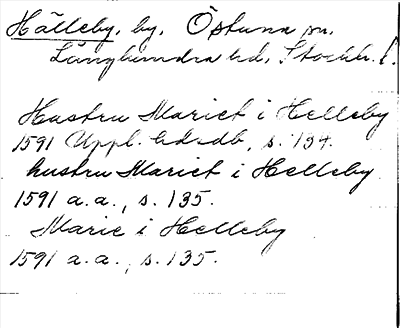 Hälleby, by, Östuna sn,
Långhundra hd, Stockh. l.
Hustru Mariet i Helleby
1591 Uppl. hdrdb, s. 134.
hustru Mariet i Helleby
1591 a.a., s. 135.
Marie i Helleby
1591 a.a., s. 135.